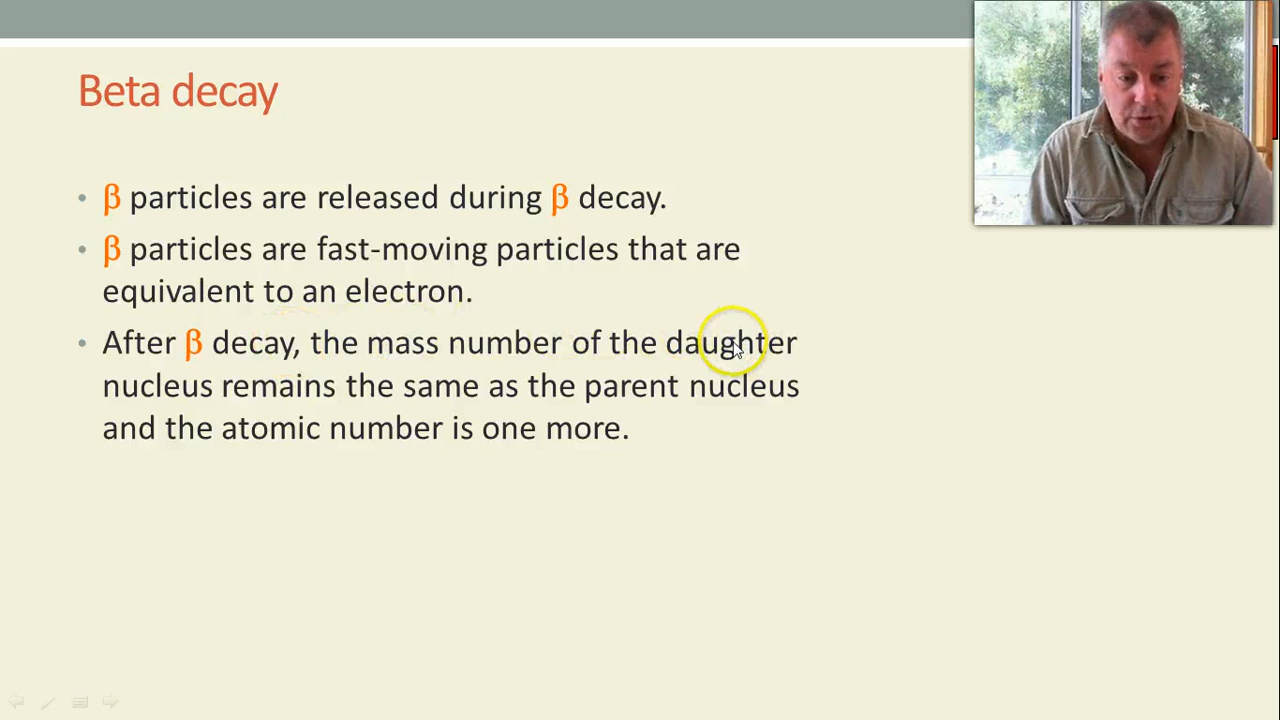 Beta decay
• β particles are released during β decay.
• β particles are fast-moving particles that are
equivalent to an electron.
• After β decay, the mass number of the daughter
nucleus remains the same as the parent nucleus
and the atomic number is one more.